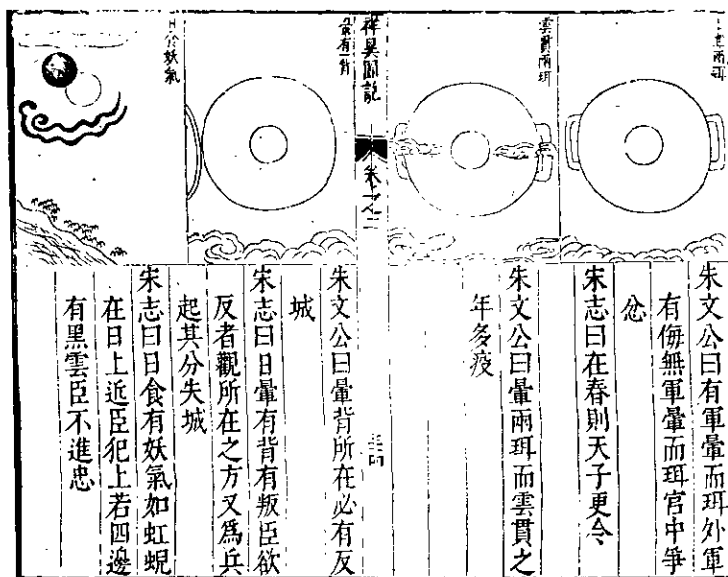 兩珥
朱文公曰有軍暈而珥外軍
有侮無軍暈而珥官中爭
忿
宋志曰在春則天子更令
雲貫兩珥
朱文公曰暈兩珥而雲貫之
年多疫
祥異圖說
之二
暈有一背
朱文公曰暈背所在必有反
城
宋志曰日暈有背有叛臣欲
反者觀所在之方又爲兵
起其分失城
日食妖氣
宋志曰日食有妖氣如虹蜺
在日上近臣犯上若四邊
有黑雲臣不進忠